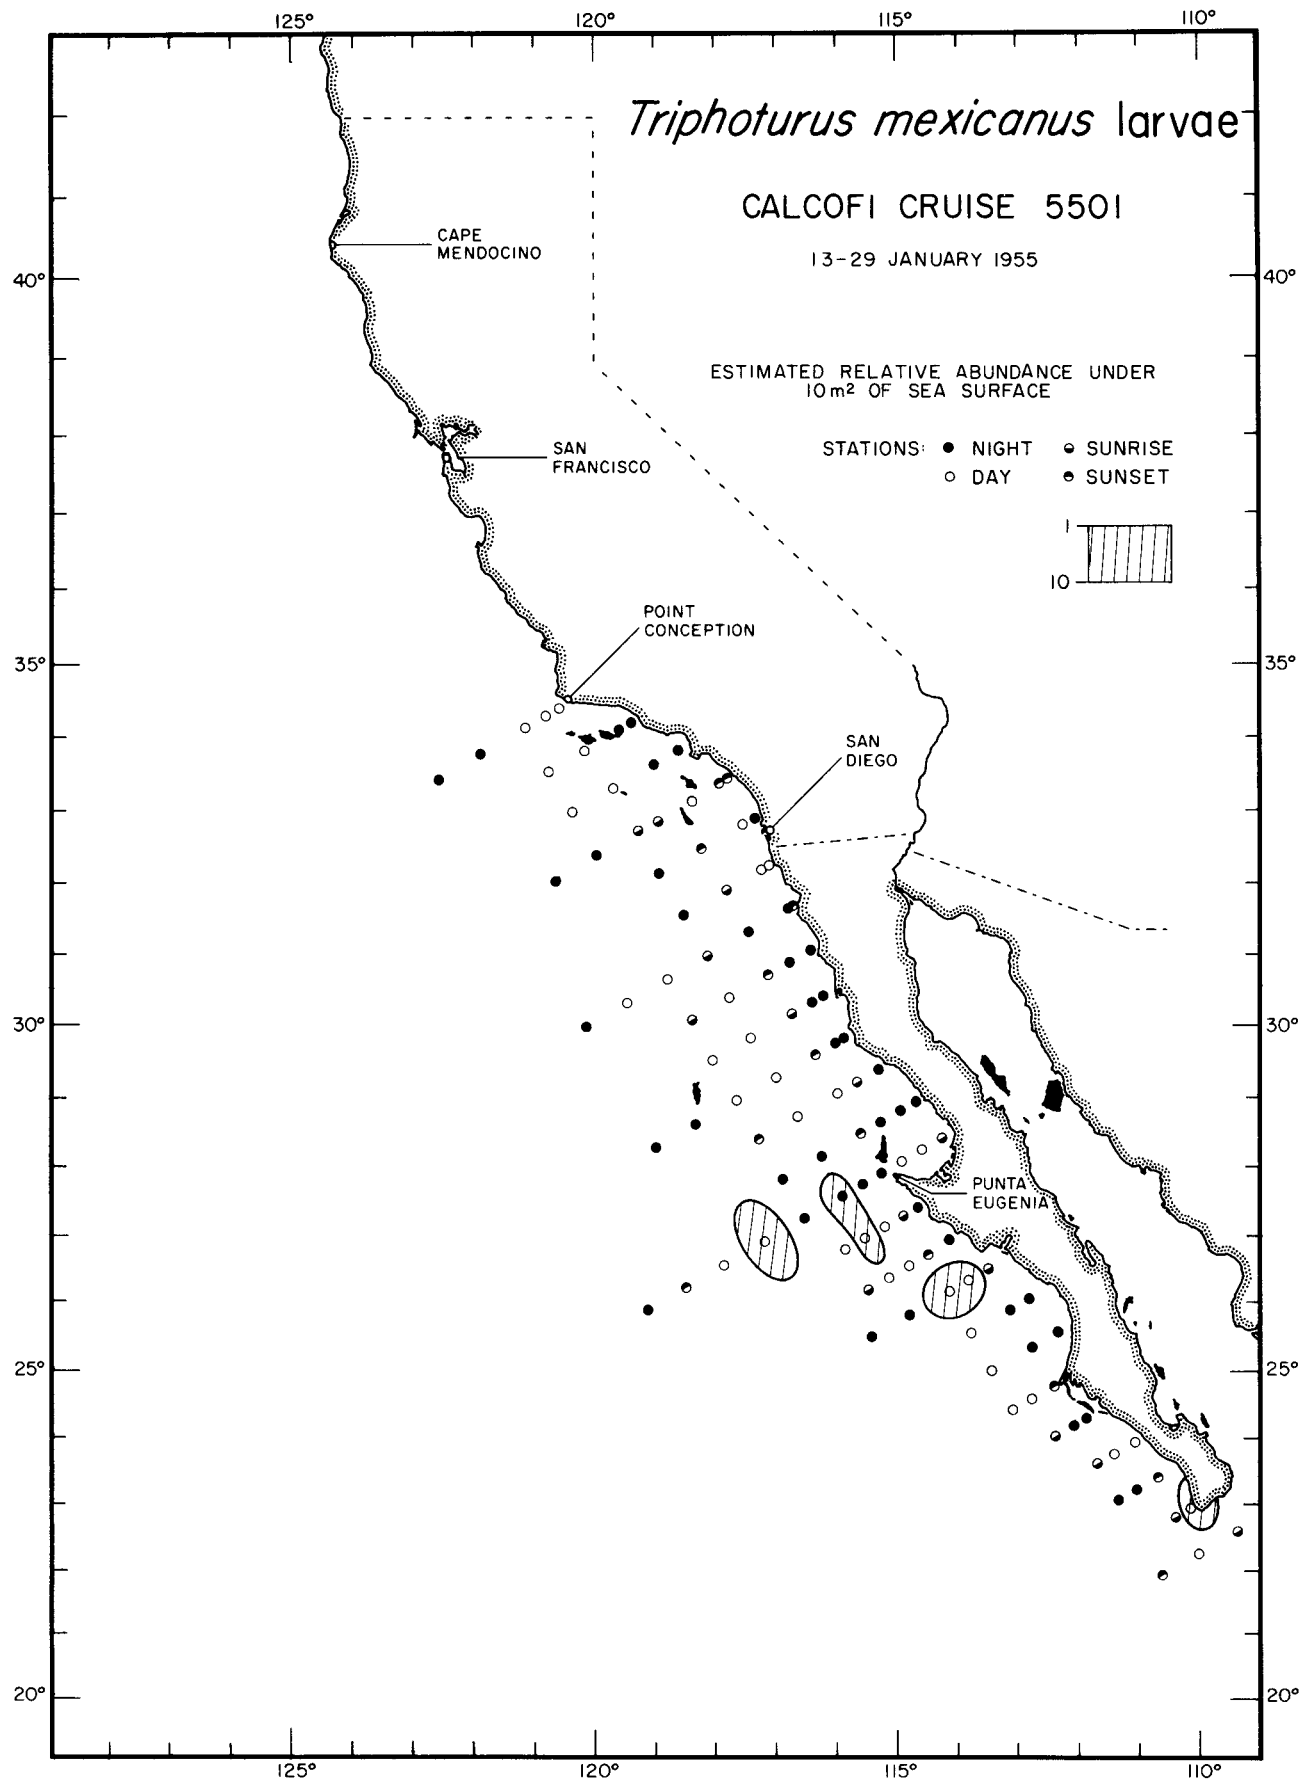 125° 120° 115° 110°
Triphoturus mexicanus larvae
CALCOFI CRUISE 5501
13-29 JANUARY 1955
CAPE
MENDOCINO
40° 40°
ESTIMATED RELATIVE ABUNDANCE UNDER
10m² OF SEA SURFACE
STATIONS: ● NIGHT ◒ SUNRISE
○ DAY ◓ SUNSET
SAN
FRANCISCO
1
10
POINT
CONCEPTION
35° 35°
SAN
DIEGO
30° 30°
PUNTA
EUGENIA
25° 25°
20° 20°
125° 120° 115° 110°